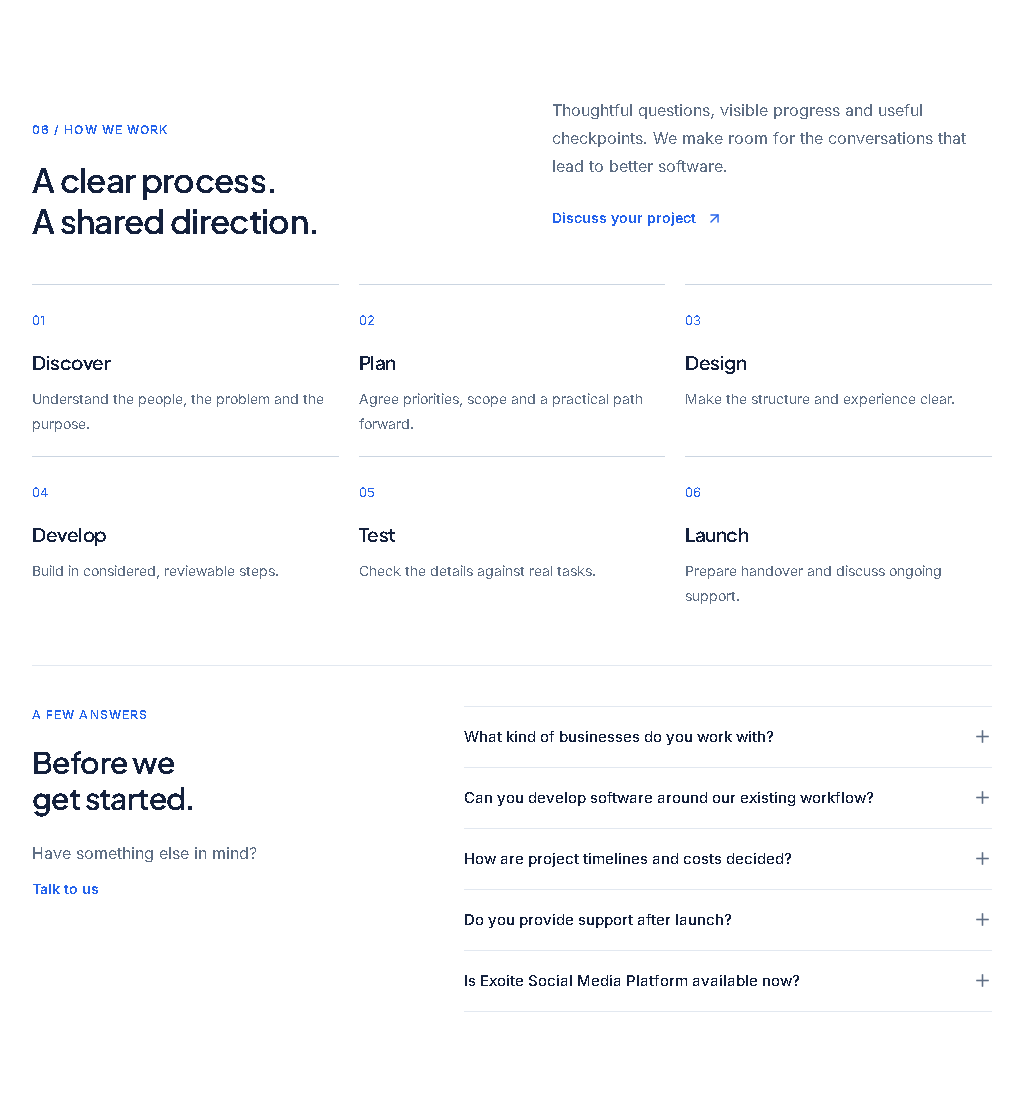 06 / HOW WE WORK
A clear process.
A shared direction.
Thoughtful questions, visible progress and useful
checkpoints. We make room for the conversations that
lead to better software.
Discuss your project
01
Discover
Understand the people, the problem and the
purpose.
02
Plan
Agree priorities, scope and a practical path
forward.
03
Design
Make the structure and experience clear.
04
Develop
Build in considered, reviewable steps.
05
Test
Check the details against real tasks.
06
Launch
Prepare handover and discuss ongoing
support.
A FEW ANSWERS
Before we
get started.
Have something else in mind?
Talk to us
What kind of businesses do you work with?
Can you develop software around our existing workflow?
How are project timelines and costs decided?
Do you provide support after launch?
Is Exoite Social Media Platform available now?